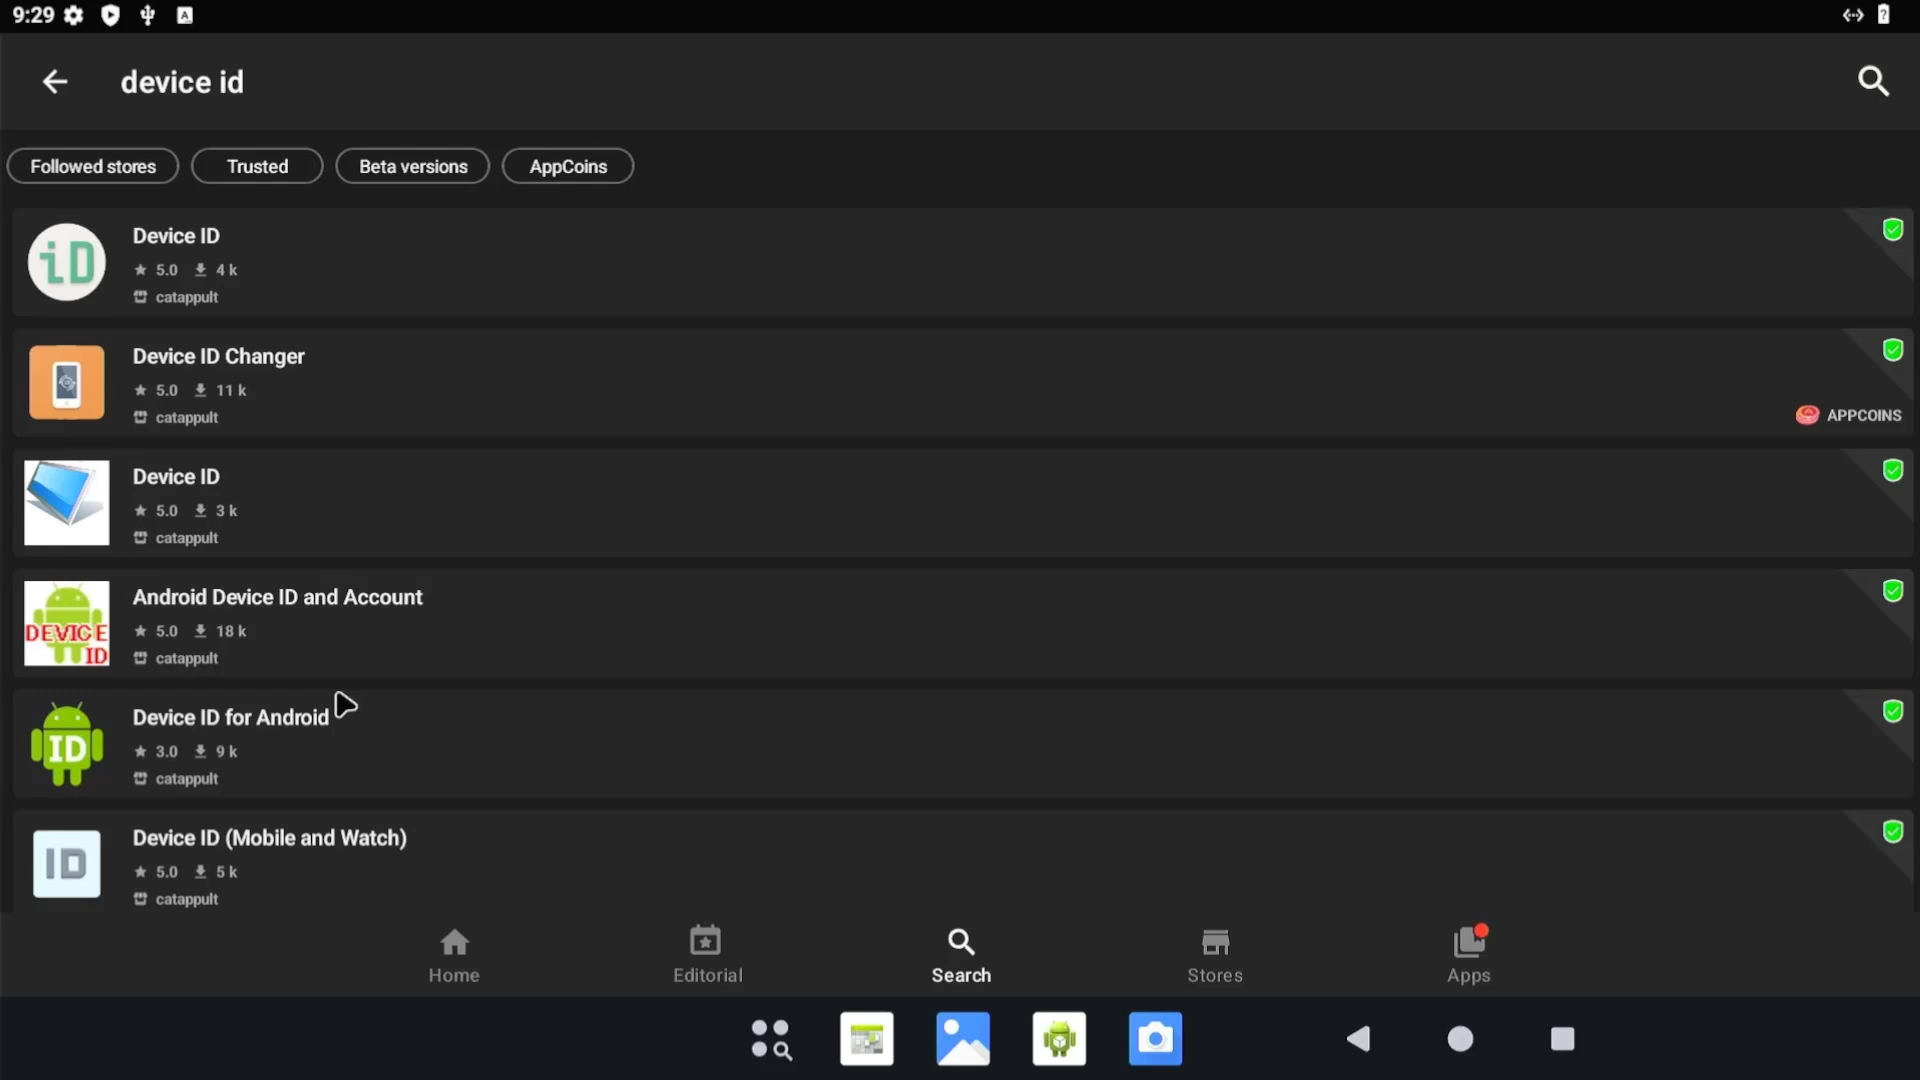 9:29
device id
Followed stores
Trusted
Beta versions
AppCoins
iD
Device ID
5.0 4 k
catappult
Device ID Changer
5.0 11 k
catappult
APPCOINS
Device ID
5.0 3 k
catappult
DEVICE
ID
Android Device ID and Account
5.0 18 k
catappult
ID
Device ID for Android
3.0 9 k
catappult
ID
Device ID (Mobile and Watch)
5.0 5 k
catappult
Home
Editorial
Search
Stores
Apps